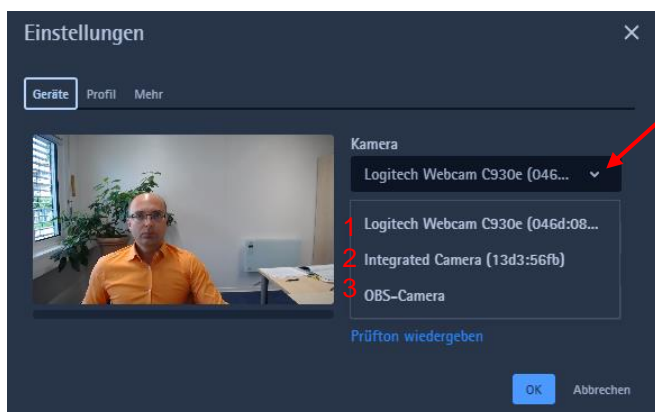 Einstellungen
Geräte Profil Mehr
Kamera
Logitech Webcam C930e (046...
1 Logitech Webcam C930e (046d:08...
2 Integrated Camera (13d3:56fb)
3 OBS-Camera
Prüfton wiedergeben
OK Abbrechen